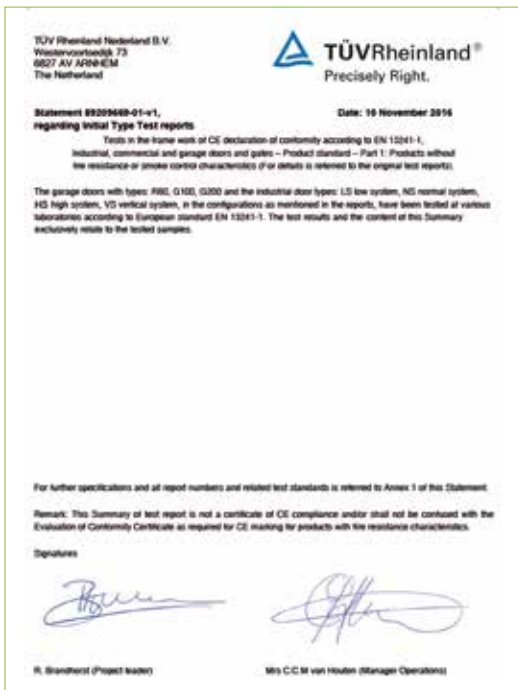 TÜV Rheinland Nederland B.V.
Westervoortsedijk 73
6827 AV ARNHEM
The Netherland
TÜVRheinland®
Precisely Right.
Statement 89209669-01-v1,
regarding Initial Type Test reports
Date: 16 November 2016
Tests in the frame work of CE declaration of conformity according to EN 13241-1,
Industrial, commercial and garage doors and gates – Product standard – Part 1: Products without
fire resistance or smoke control characteristics (For details is referred to the original test reports).
The garage doors with types: R60, G100, G200 and the industrial door types: LS low system, NS normal system,
HS high system, VS vertical system, in the configurations as mentioned in the reports, have been tested at various
laboratories according to European standard EN 13241-1. The test results and the content of this Summary
exclusively relate to the tested samples.
For further specifications and all report numbers and related test standards is referred to Annex 1 of this Statement.
Remark: This Summary of test report is not a certificate of CE compliance and/or shall not be confused with the
Evaluation of Conformity Certificate as required for CE marking for products with fire resistance characteristics.
Signatures
R. Brandhorst (Project leader)
Mrs C.C.M van Houten (Manager Operations)